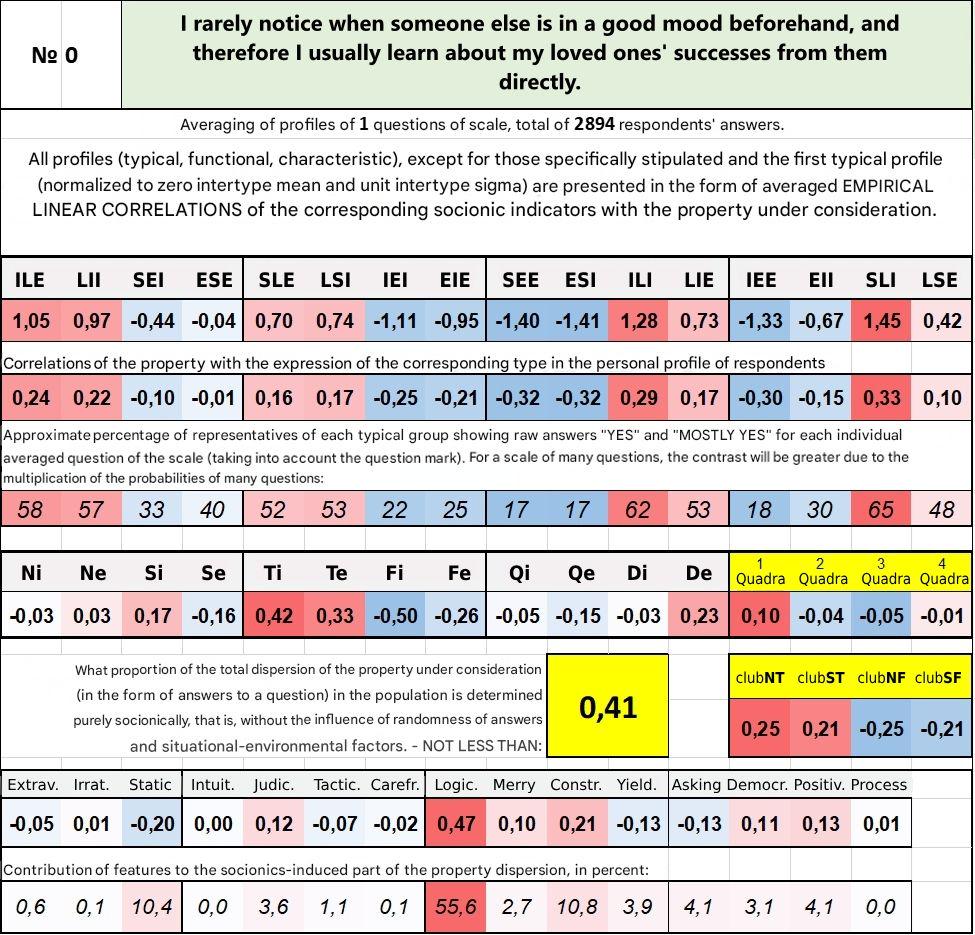 № 0
I rarely notice when someone else is in a good mood beforehand, and
therefore I usually learn about my loved ones' successes from them
directly.
Averaging of profiles of 1 questions of scale, total of 2894 respondents' answers.
All profiles (typical, functional, characteristic), except for those specifically stipulated and the first typical profile
(normalized to zero intertype mean and unit intertype sigma) are presented in the form of averaged EMPIRICAL
LINEAR CORRELATIONS of the corresponding socionic indicators with the property under consideration.
ILE LII SEI ESE SLE LSI IEI EIE SEE ESI ILI LIE IEE EII SLI LSE
1,05 0,97 -0,44 -0,04 0,70 0,74 -1,11 -0,95 -1,40 -1,41 1,28 0,73 -1,33 -0,67 1,45 0,42
Correlations of the property with the expression of the corresponding type in the personal profile of respondents
0,24 0,22 -0,10 -0,01 0,16 0,17 -0,25 -0,21 -0,32 -0,32 0,29 0,17 -0,30 -0,15 0,33 0,10
Approximate percentage of representatives of each typical group showing raw answers "YES" and "MOSTLY YES" for each individual
averaged question of the scale (taking into account the question mark). For a scale of many questions, the contrast will be greater due to the
multiplication of the probabilities of many questions:
58 57 33 40 52 53 22 25 17 17 62 53 18 30 65 48
Ni Ne Si Se Ti Te Fi Fe Qi Qe Di De 1 Quadra 2 Quadra 3 Quadra 4 Quadra
-0,03 0,03 0,17 -0,16 0,42 0,33 -0,50 -0,26 -0,05 -0,15 -0,03 0,23 0,10 -0,04 -0,05 -0,01
What proportion of the total dispersion of the property under consideration
(in the form of answers to a question) in the population is determined
purely socionically, that is, without the influence of randomness of answers
and situational-environmental factors. - NOT LESS THAN:
0,41
clubNT clubST clubNF clubSF
0,25 0,21 -0,25 -0,21
Extrav. Irrat. Static Intuit. Judic. Tactic. Carefr. Logic. Merry Constr. Yield. Asking Democr. Positiv. Process
-0,05 0,01 -0,20 0,00 0,12 -0,07 -0,02 0,47 0,10 0,21 -0,13 -0,13 0,11 0,13 0,01
Contribution of features to the socionics-induced part of the property dispersion, in percent:
0,6 0,1 10,4 0,0 3,6 1,1 0,1 55,6 2,7 10,8 3,9 4,1 3,1 4,1 0,0